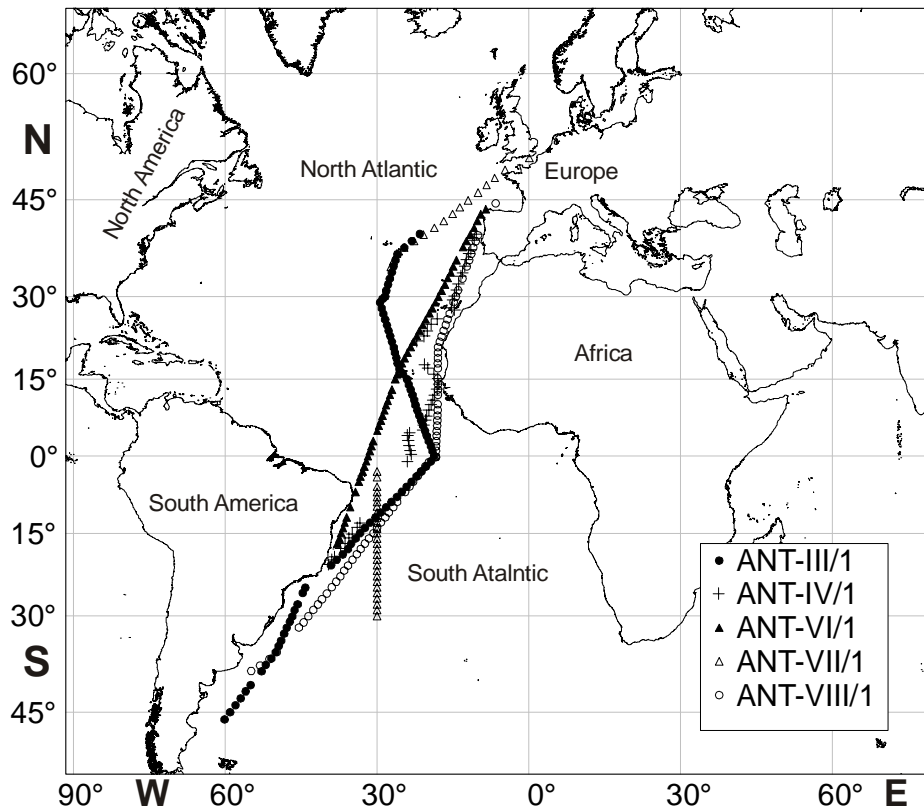 60°
N
North America
North Atlantic
Europe
45°
30°
Africa
15°
0°
South America
15°
South Atalntic
30°
S
45°
ANT-III/1
ANT-IV/1
ANT-VI/1
ANT-VII/1
ANT-VIII/1
90° W 60° 30° 0° 30° 60° E